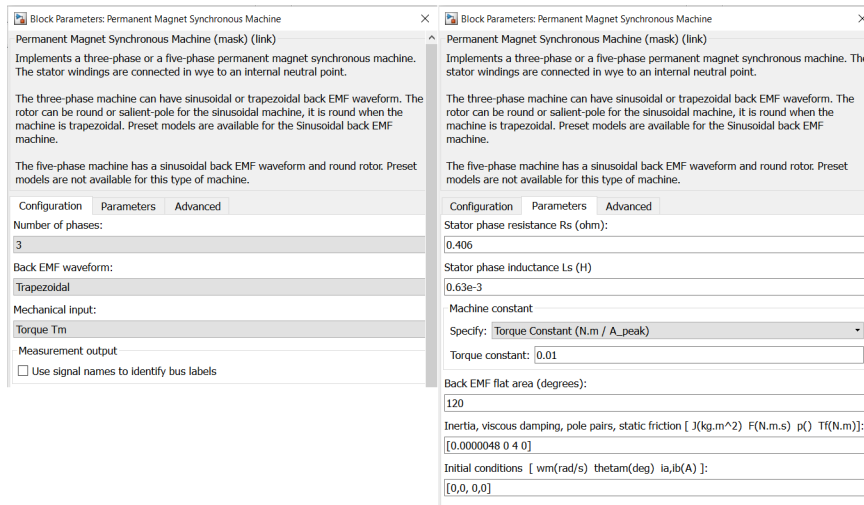 Block Parameters: Permanent Magnet Synchronous Machine
Permanent Magnet Synchronous Machine (mask) (link)
Implements a three-phase or a five-phase permanent magnet synchronous machine.
The stator windings are connected in wye to an internal neutral point.
The three-phase machine can have sinusoidal or trapezoidal back EMF waveform. The
rotor can be round or salient-pole for the sinusoidal machine, it is round when the
machine is trapezoidal. Preset models are available for the Sinusoidal back EMF
machine.
The five-phase machine has a sinusoidal back EMF waveform and round rotor. Preset
models are not available for this type of machine.
Configuration Parameters Advanced
Number of phases:
3
Back EMF waveform:
Trapezoidal
Mechanical input:
Torque Tm
Measurement output
Use signal names to identify bus labels
Block Parameters: Permanent Magnet Synchronous Machine
Permanent Magnet Synchronous Machine (mask) (link)
Implements a three-phase or a five-phase permanent magnet synchronous machine. The
stator windings are connected in wye to an internal neutral point.
The three-phase machine can have sinusoidal or trapezoidal back EMF waveform. The
rotor can be round or salient-pole for the sinusoidal machine, it is round when the
machine is trapezoidal. Preset models are available for the Sinusoidal back EMF
machine.
The five-phase machine has a sinusoidal back EMF waveform and round rotor. Preset
models are not available for this type of machine.
Configuration Parameters Advanced
Stator phase resistance Rs (ohm):
0.406
Stator phase inductance Ls (H)
0.63e-3
Machine constant
Specify: Torque Constant (N.m / A_peak)
Torque constant: 0.01
Back EMF flat area (degrees):
120
Inertia, viscous damping, pole pairs, static friction [ J(kg.m^2) F(N.m.s) p() Tf(N.m)]:
[0.0000048 0 4 0]
Initial conditions [ wm(rad/s) thetam(deg) ia,ib(A) ]:
[0,0, 0,0]